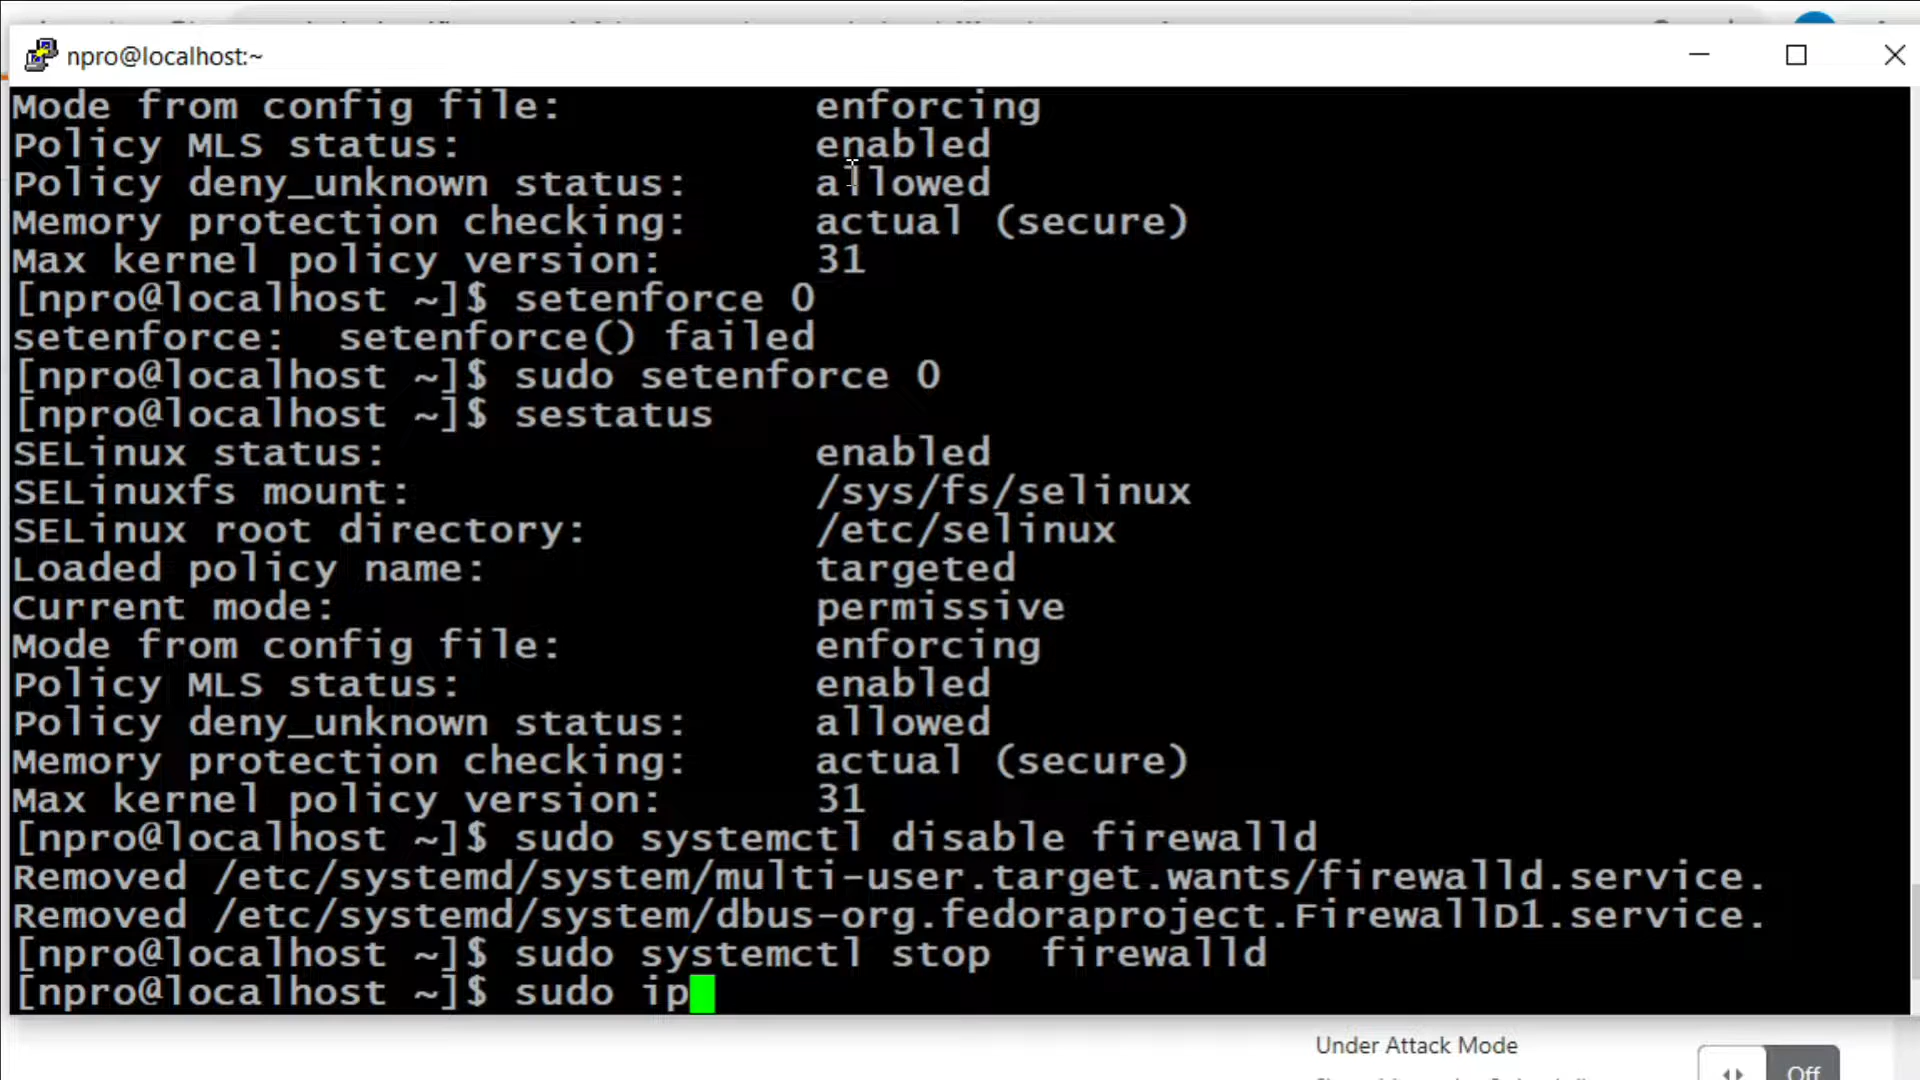 npro@localhost:~
Mode from config file: enforcing
Policy MLS status: enabled
Policy deny_unknown status: allowed
Memory protection checking: actual (secure)
Max kernel policy version: 31
[npro@localhost ~]$ setenforce 0
setenforce:  setenforce() failed
[npro@localhost ~]$ sudo setenforce 0
[npro@localhost ~]$ sestatus
SELinux status: enabled
SELinuxfs mount: /sys/fs/selinux
SELinux root directory: /etc/selinux
Loaded policy name: targeted
Current mode: permissive
Mode from config file: enforcing
Policy MLS status: enabled
Policy deny_unknown status: allowed
Memory protection checking: actual (secure)
Max kernel policy version: 31
[npro@localhost ~]$ sudo systemctl disable firewalld
Removed /etc/systemd/system/multi-user.target.wants/firewalld.service.
Removed /etc/systemd/system/dbus-org.fedoraproject.FirewallD1.service.
[npro@localhost ~]$ sudo systemctl stop  firewalld
[npro@localhost ~]$ sudo ip
Under Attack Mode
Off